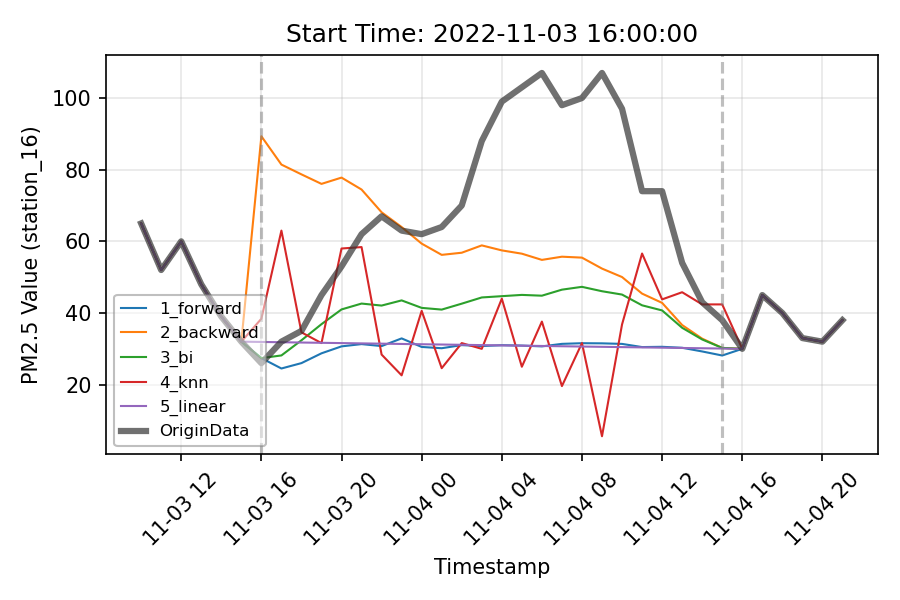 Start Time: 2022-11-03 16:00:00
PM2.5 Value (station_16)
100
80
60
40
20
1_forward
2_backward
3_bi
4_knn
5_linear
OriginData
11-03 12
11-03 16
11-03 20
11-04 00
11-04 04
11-04 08
11-04 12
11-04 16
11-04 20
Timestamp